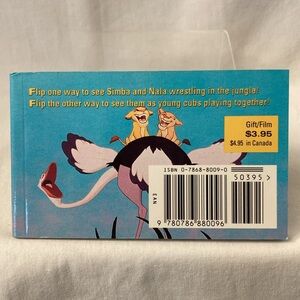 Flip one way to see Simba and Nala wrestling in the jungle!
Flip the other way to see them as young cubs playing together!
Gift/Film
$3.95
$4.95 in Canada
ISBN 0-7868-8009-0
50395>
EAN
9 780786 880096